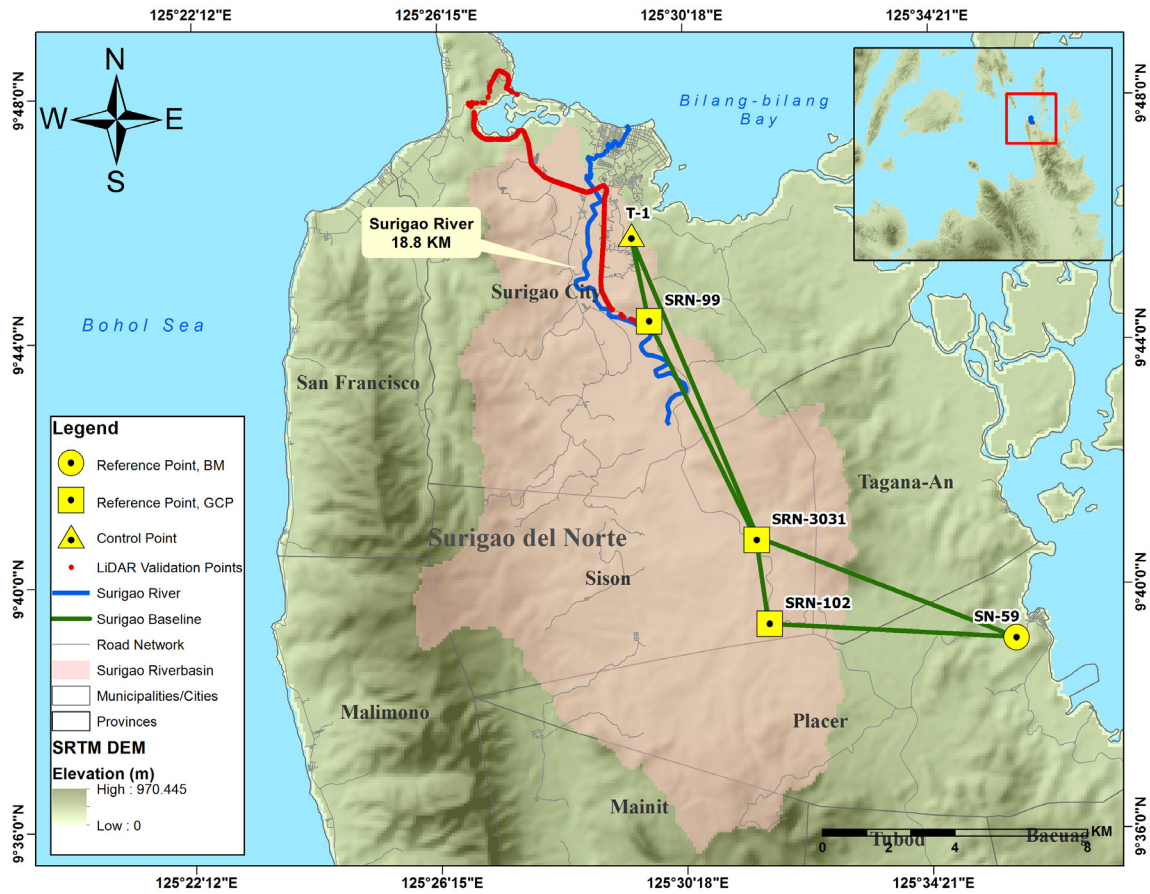 125°22'12"E
125°26'15"E
125°30'18"E
125°34'21"E
9°48'0"N
9°44'0"N
9°40'0"N
9°36'0"N
9°48'0"N
9°44'0"N
9°40'0"N
9°36'0"N
N
W E
S
Bilang-bilang
Bay
T-1
Surigao River
18.8 KM
Surigao City
SRN-99
Bohol Sea
San Francisco
Tagana-An
SRN-3031
Surigao del Norte
Sison
SRN-102
SN-59
Malimono
Placer
Mainit
Tubod
Bacuag
KM
0 2 4 8
Legend
Reference Point, BM
Reference Point, GCP
Control Point
LiDAR Validation Points
Surigao River
Surigao Baseline
Road Network
Surigao Riverbasin
Municipalities/Cities
Provinces
SRTM DEM
Elevation (m)
High : 970.445
Low : 0
125°22'12"E
125°26'15"E
125°30'18"E
125°34'21"E